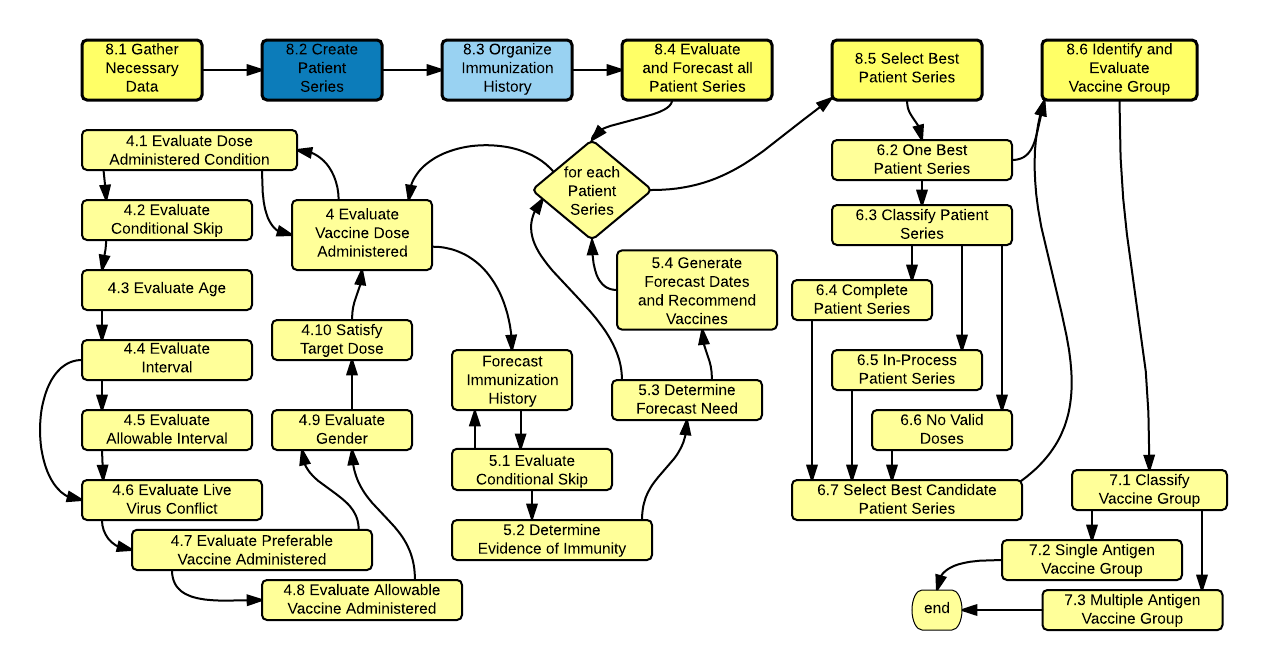 8.1 Gather
Necessary
Data
8.2 Create
Patient
Series
8.3 Organize
Immunization
History
8.4 Evaluate
and Forecast all
Patient Series
8.5 Select Best
Patient Series
8.6 Identify and
Evaluate
Vaccine Group
4.1 Evaluate Dose
Administered Condition
4.2 Evaluate
Conditional Skip
4.3 Evaluate Age
4.4 Evaluate
Interval
4.5 Evaluate
Allowable Interval
4.6 Evaluate Live
Virus Conflict
4.7 Evaluate Preferable
Vaccine Administered
4.8 Evaluate Allowable
Vaccine Administered
4 Evaluate
Vaccine Dose
Administered
4.10 Satisfy
Target Dose
4.9 Evaluate
Gender
for each
Patient
Series
Forecast
Immunization
History
5.1 Evaluate
Conditional Skip
5.2 Determine
Evidence of Immunity
5.4 Generate
Forecast Dates
and Recommend
Vaccines
5.3 Determine
Forecast Need
6.2 One Best
Patient Series
6.3 Classify Patient
Series
6.4 Complete
Patient Series
6.5 In-Process
Patient Series
6.6 No Valid
Doses
6.7 Select Best Candidate
Patient Series
7.1 Classify
Vaccine Group
7.2 Single Antigen
Vaccine Group
7.3 Multiple Antigen
Vaccine Group
end